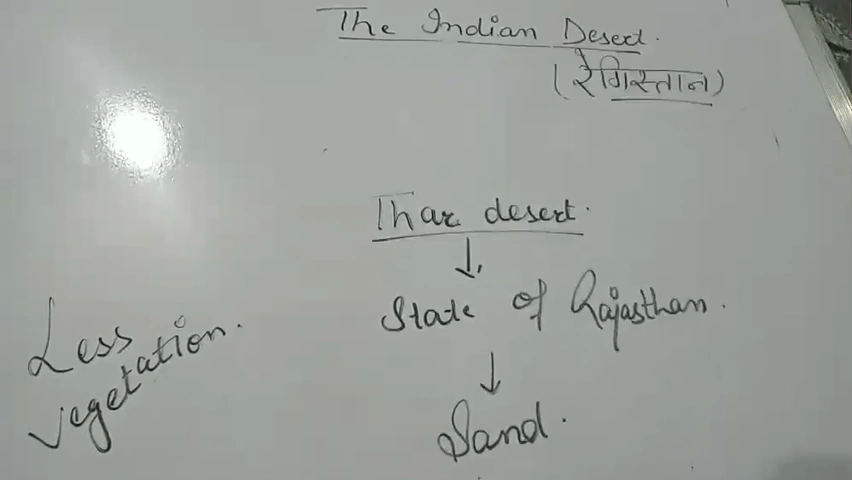 The Indian Desert.
(रेगिस्तान)
Thar desert.
↓
State of Rajasthan.
↓
Sand.
Less
vegetation.